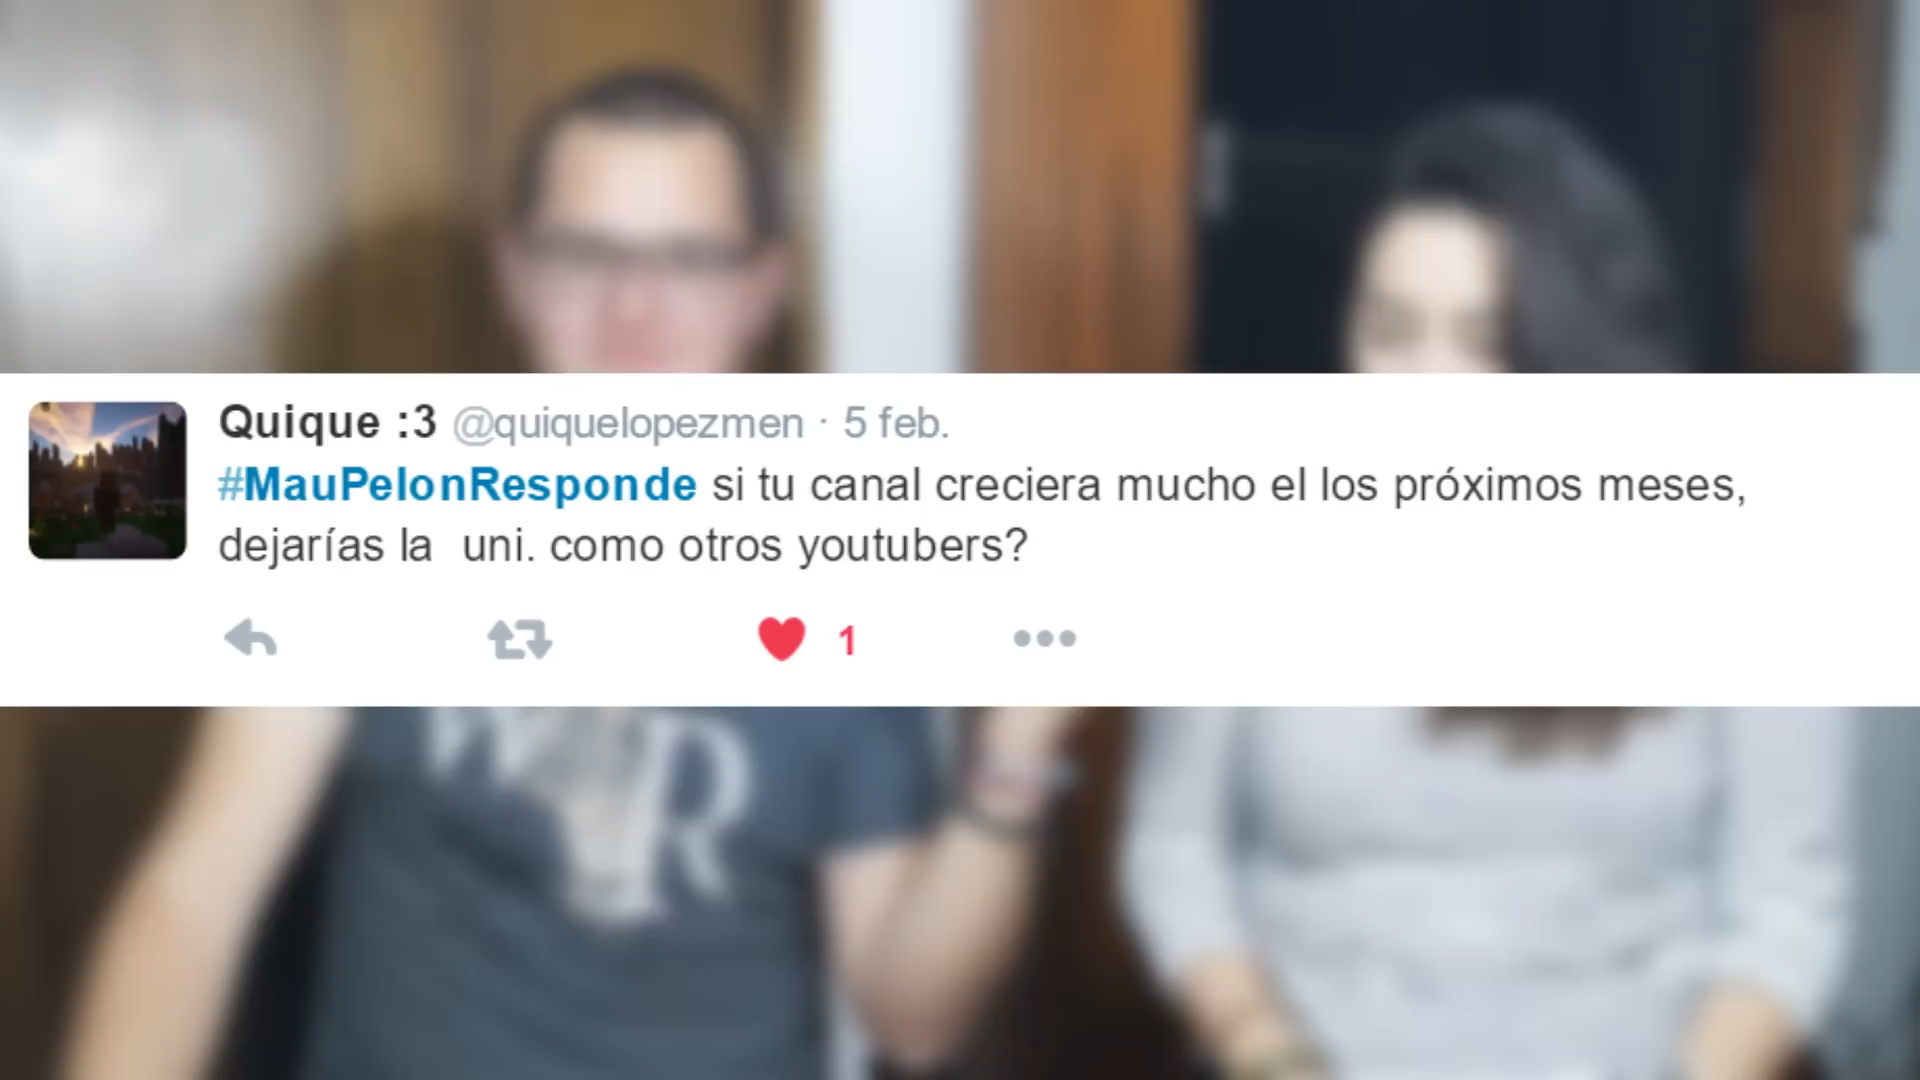 Quique :3 @quiquelopezmen · 5 feb.
#MauPelonResponde si tu canal creciera mucho el los próximos meses,
dejarías la  uni. como otros youtubers?
1
W R